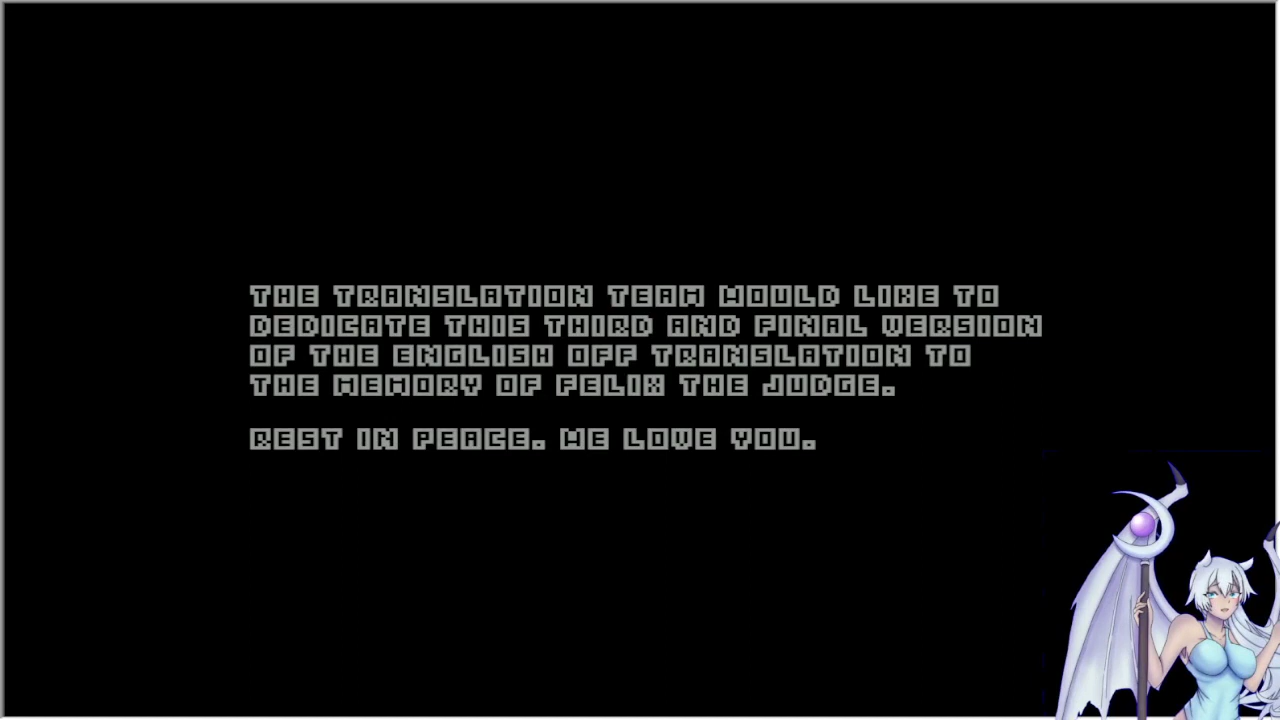 THE TRANSLATION TEAM WOULD LIKE TO
DEDICATE THIS THIRD AND FINAL VERSION
OF THE ENGLISH OFF TRANSLATION TO
THE MEMORY OF FELIX THE JUDGE.
REST IN PEACE. WE LOVE YOU.